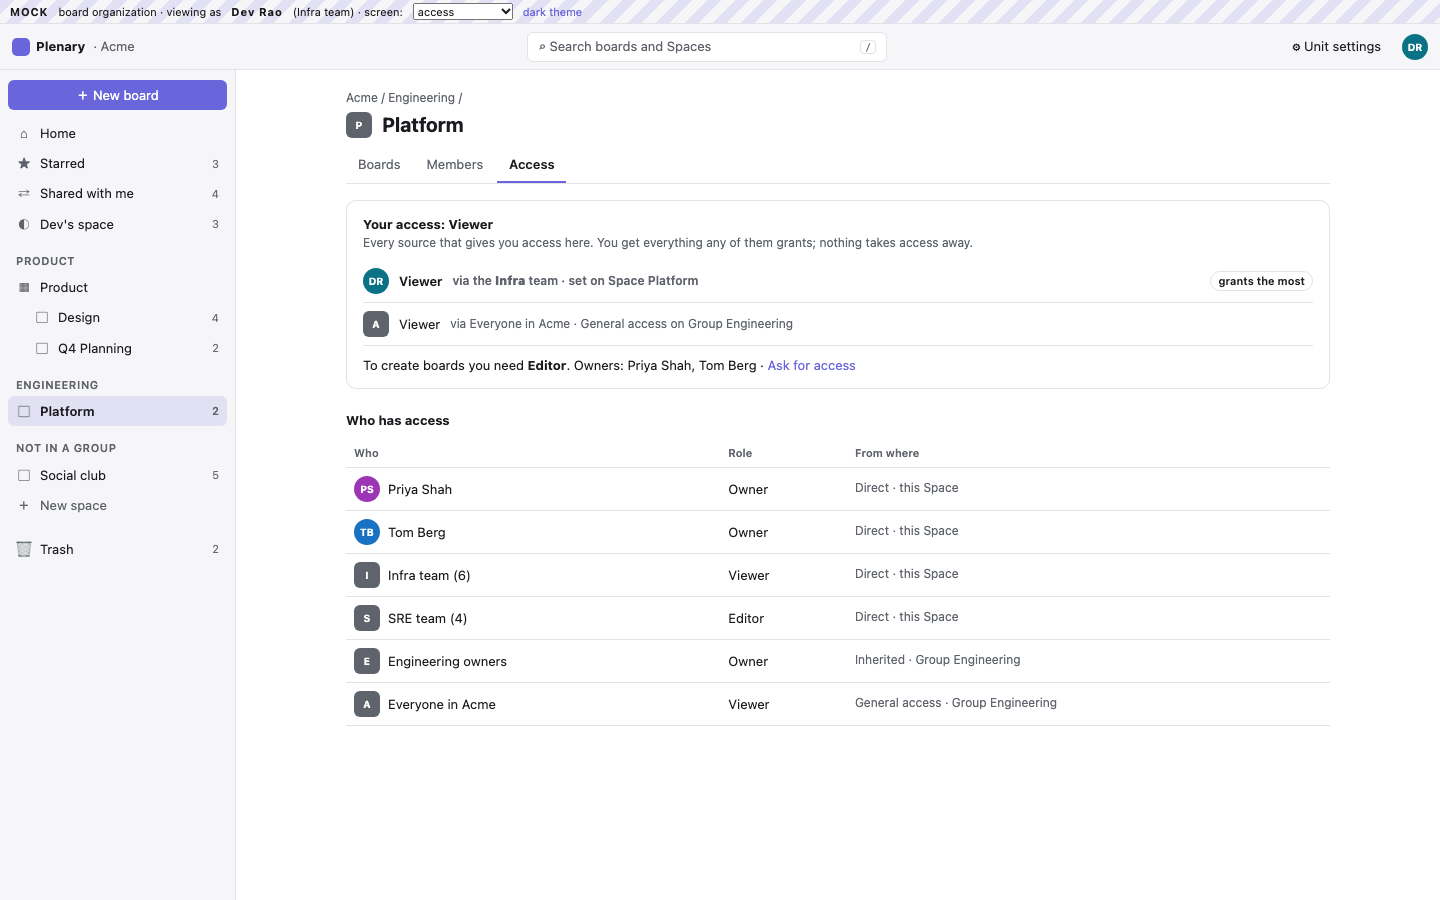 MOCK board organization · viewing as Dev Rao (Infra team) · screen: access dark theme
Plenary · Acme
Search boards and Spaces /
Unit settings
DR
+ New board
Home
Starred 3
Shared with me 4
Dev's space 3
PRODUCT
Product
Design 4
Q4 Planning 2
ENGINEERING
Platform 2
NOT IN A GROUP
Social club 5
+ New space
Trash 2
Acme / Engineering /
P Platform
Boards Members Access
Your access: Viewer
Every source that gives you access here. You get everything any of them grants; nothing takes access away.
DR Viewer via the Infra team · set on Space Platform grants the most
A Viewer via Everyone in Acme · General access on Group Engineering
To create boards you need Editor. Owners: Priya Shah, Tom Berg · Ask for access
Who has access
Who Role From where
PS Priya Shah Owner Direct · this Space
TB Tom Berg Owner Direct · this Space
I Infra team (6) Viewer Direct · this Space
S SRE team (4) Editor Direct · this Space
E Engineering owners Owner Inherited · Group Engineering
A Everyone in Acme Viewer General access · Group Engineering